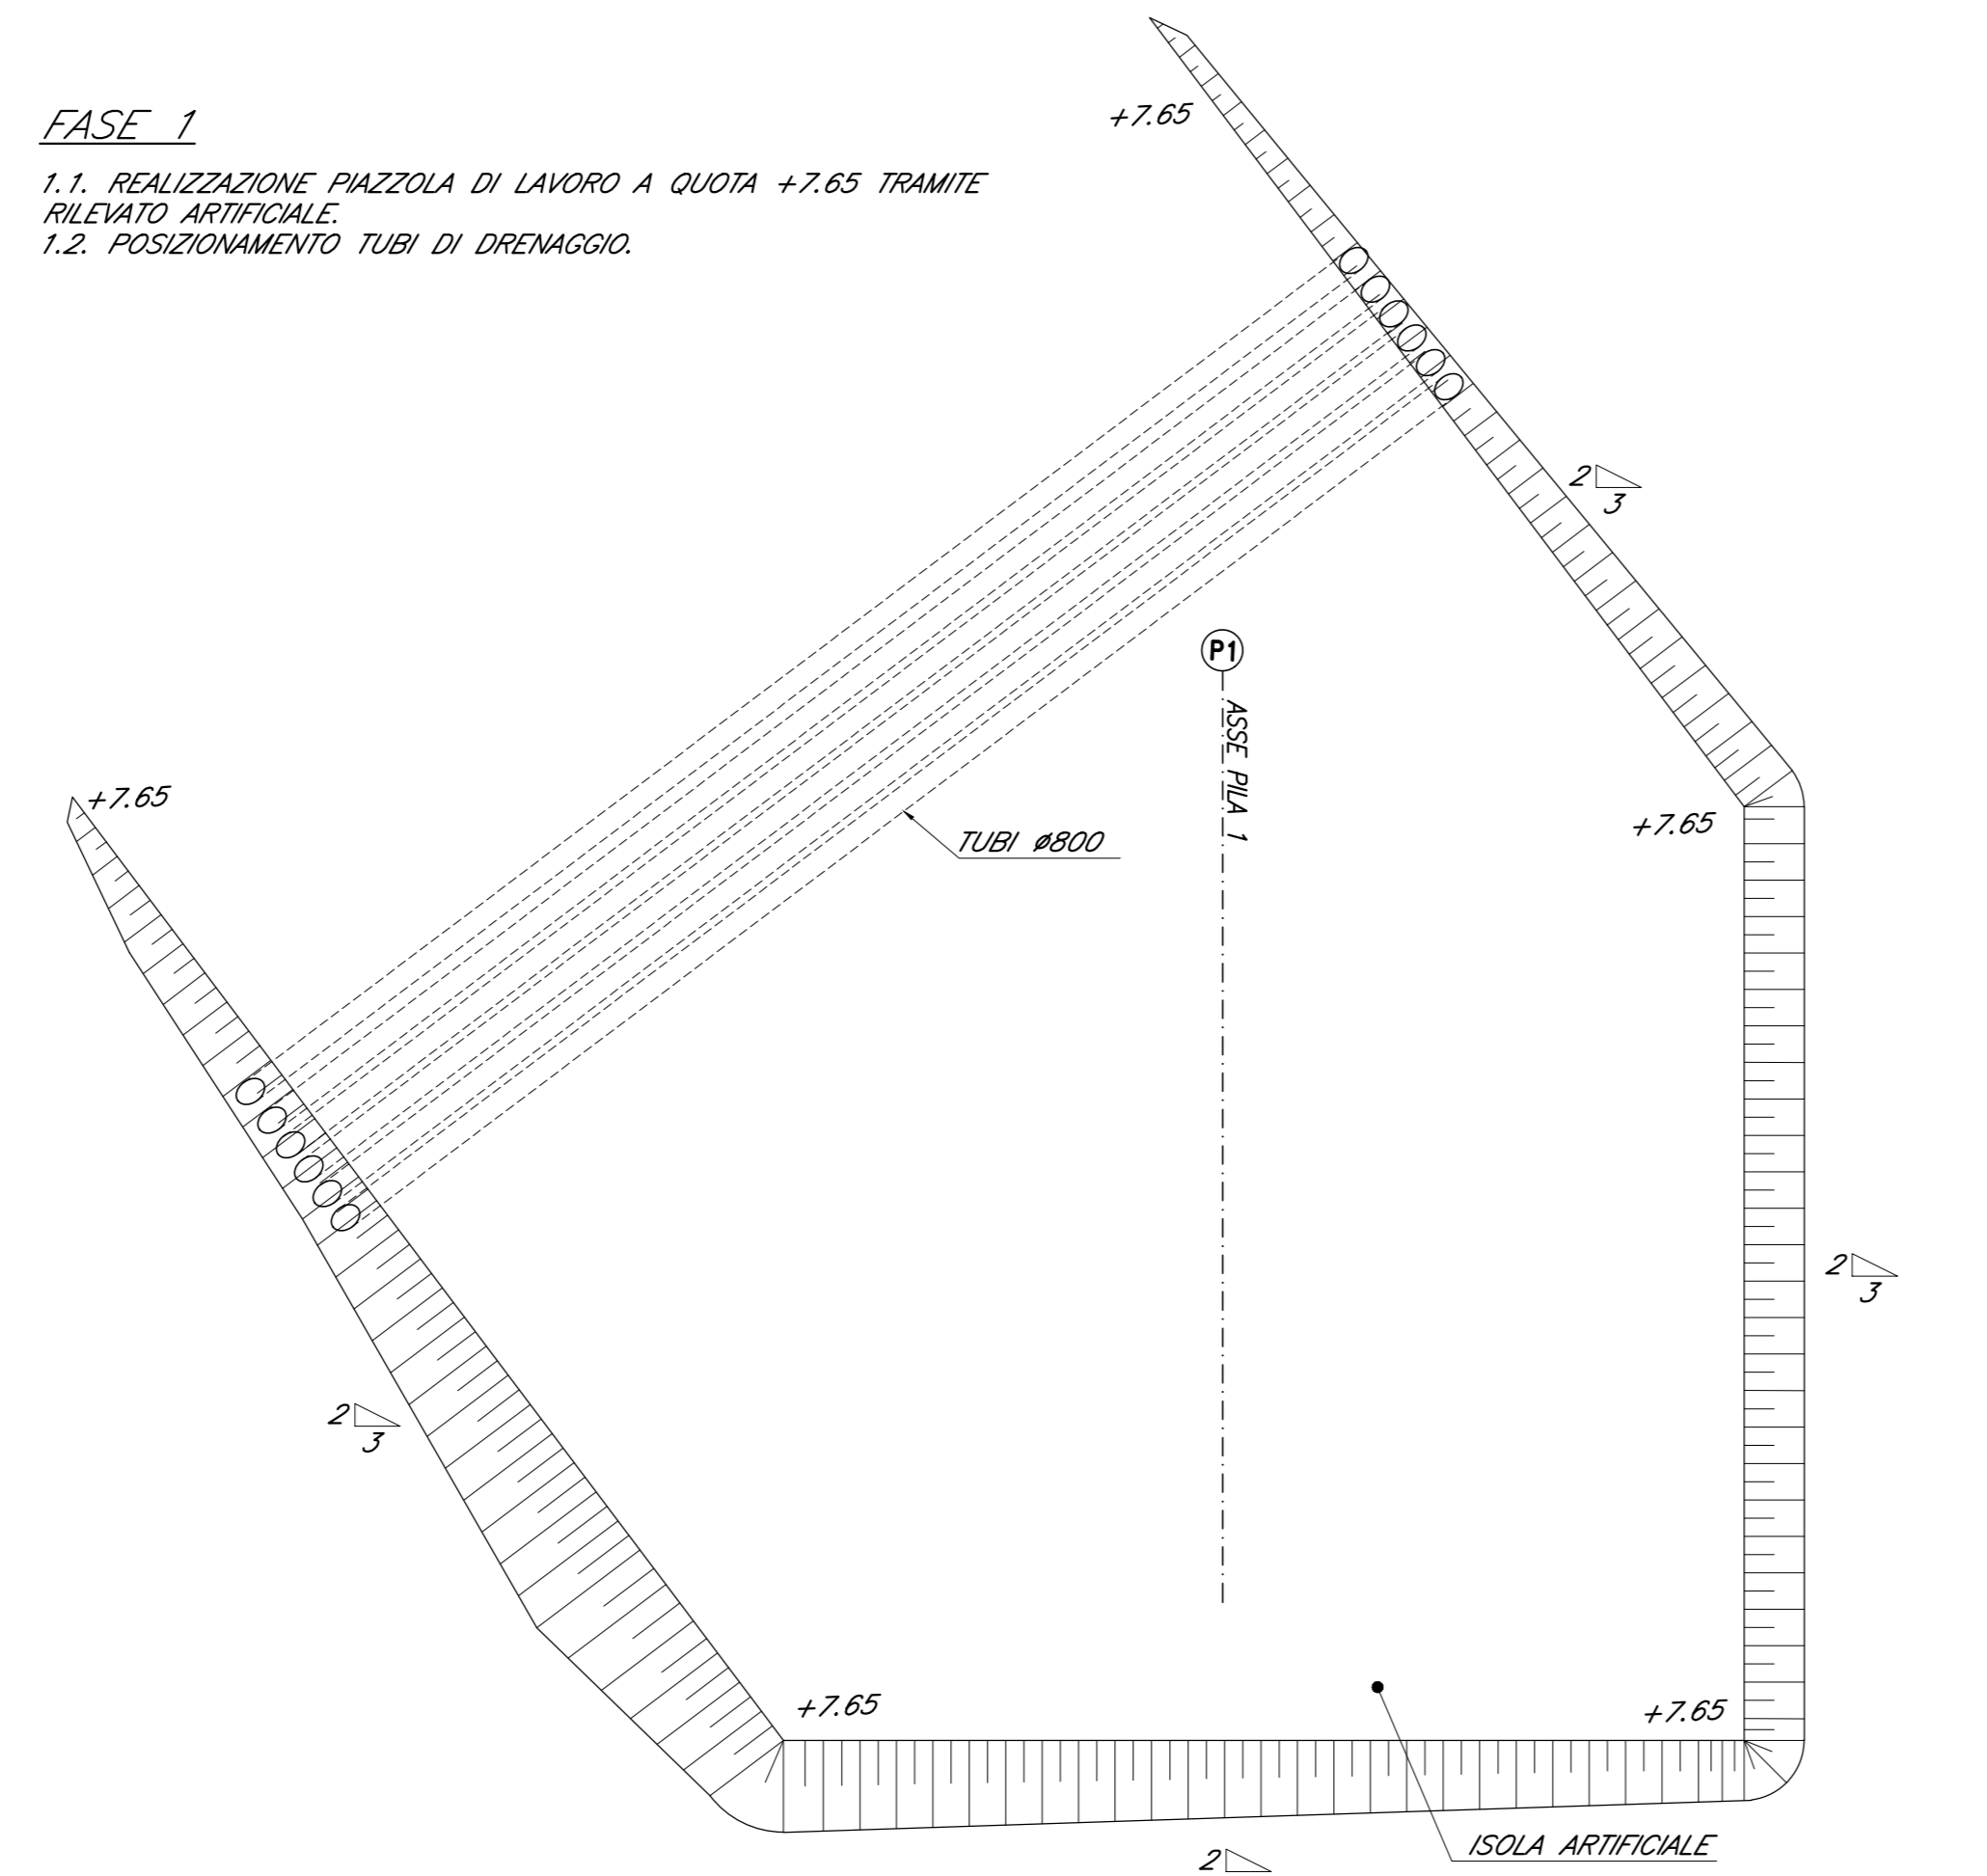 FASE 1
1.1. REALIZZAZIONE PIAZZOLA DI LAVORO A QUOTA +7.65 TRAMITE
RILEVATO ARTIFICIALE.
1.2. POSIZIONAMENTO TUBI DI DRENAGGIO.
+7.65
2
3
P1
ASSE PILA 1
+7.65
TUBI ø800
+7.65
2
3
2
3
+7.65
+7.65
ISOLA ARTIFICIALE
2